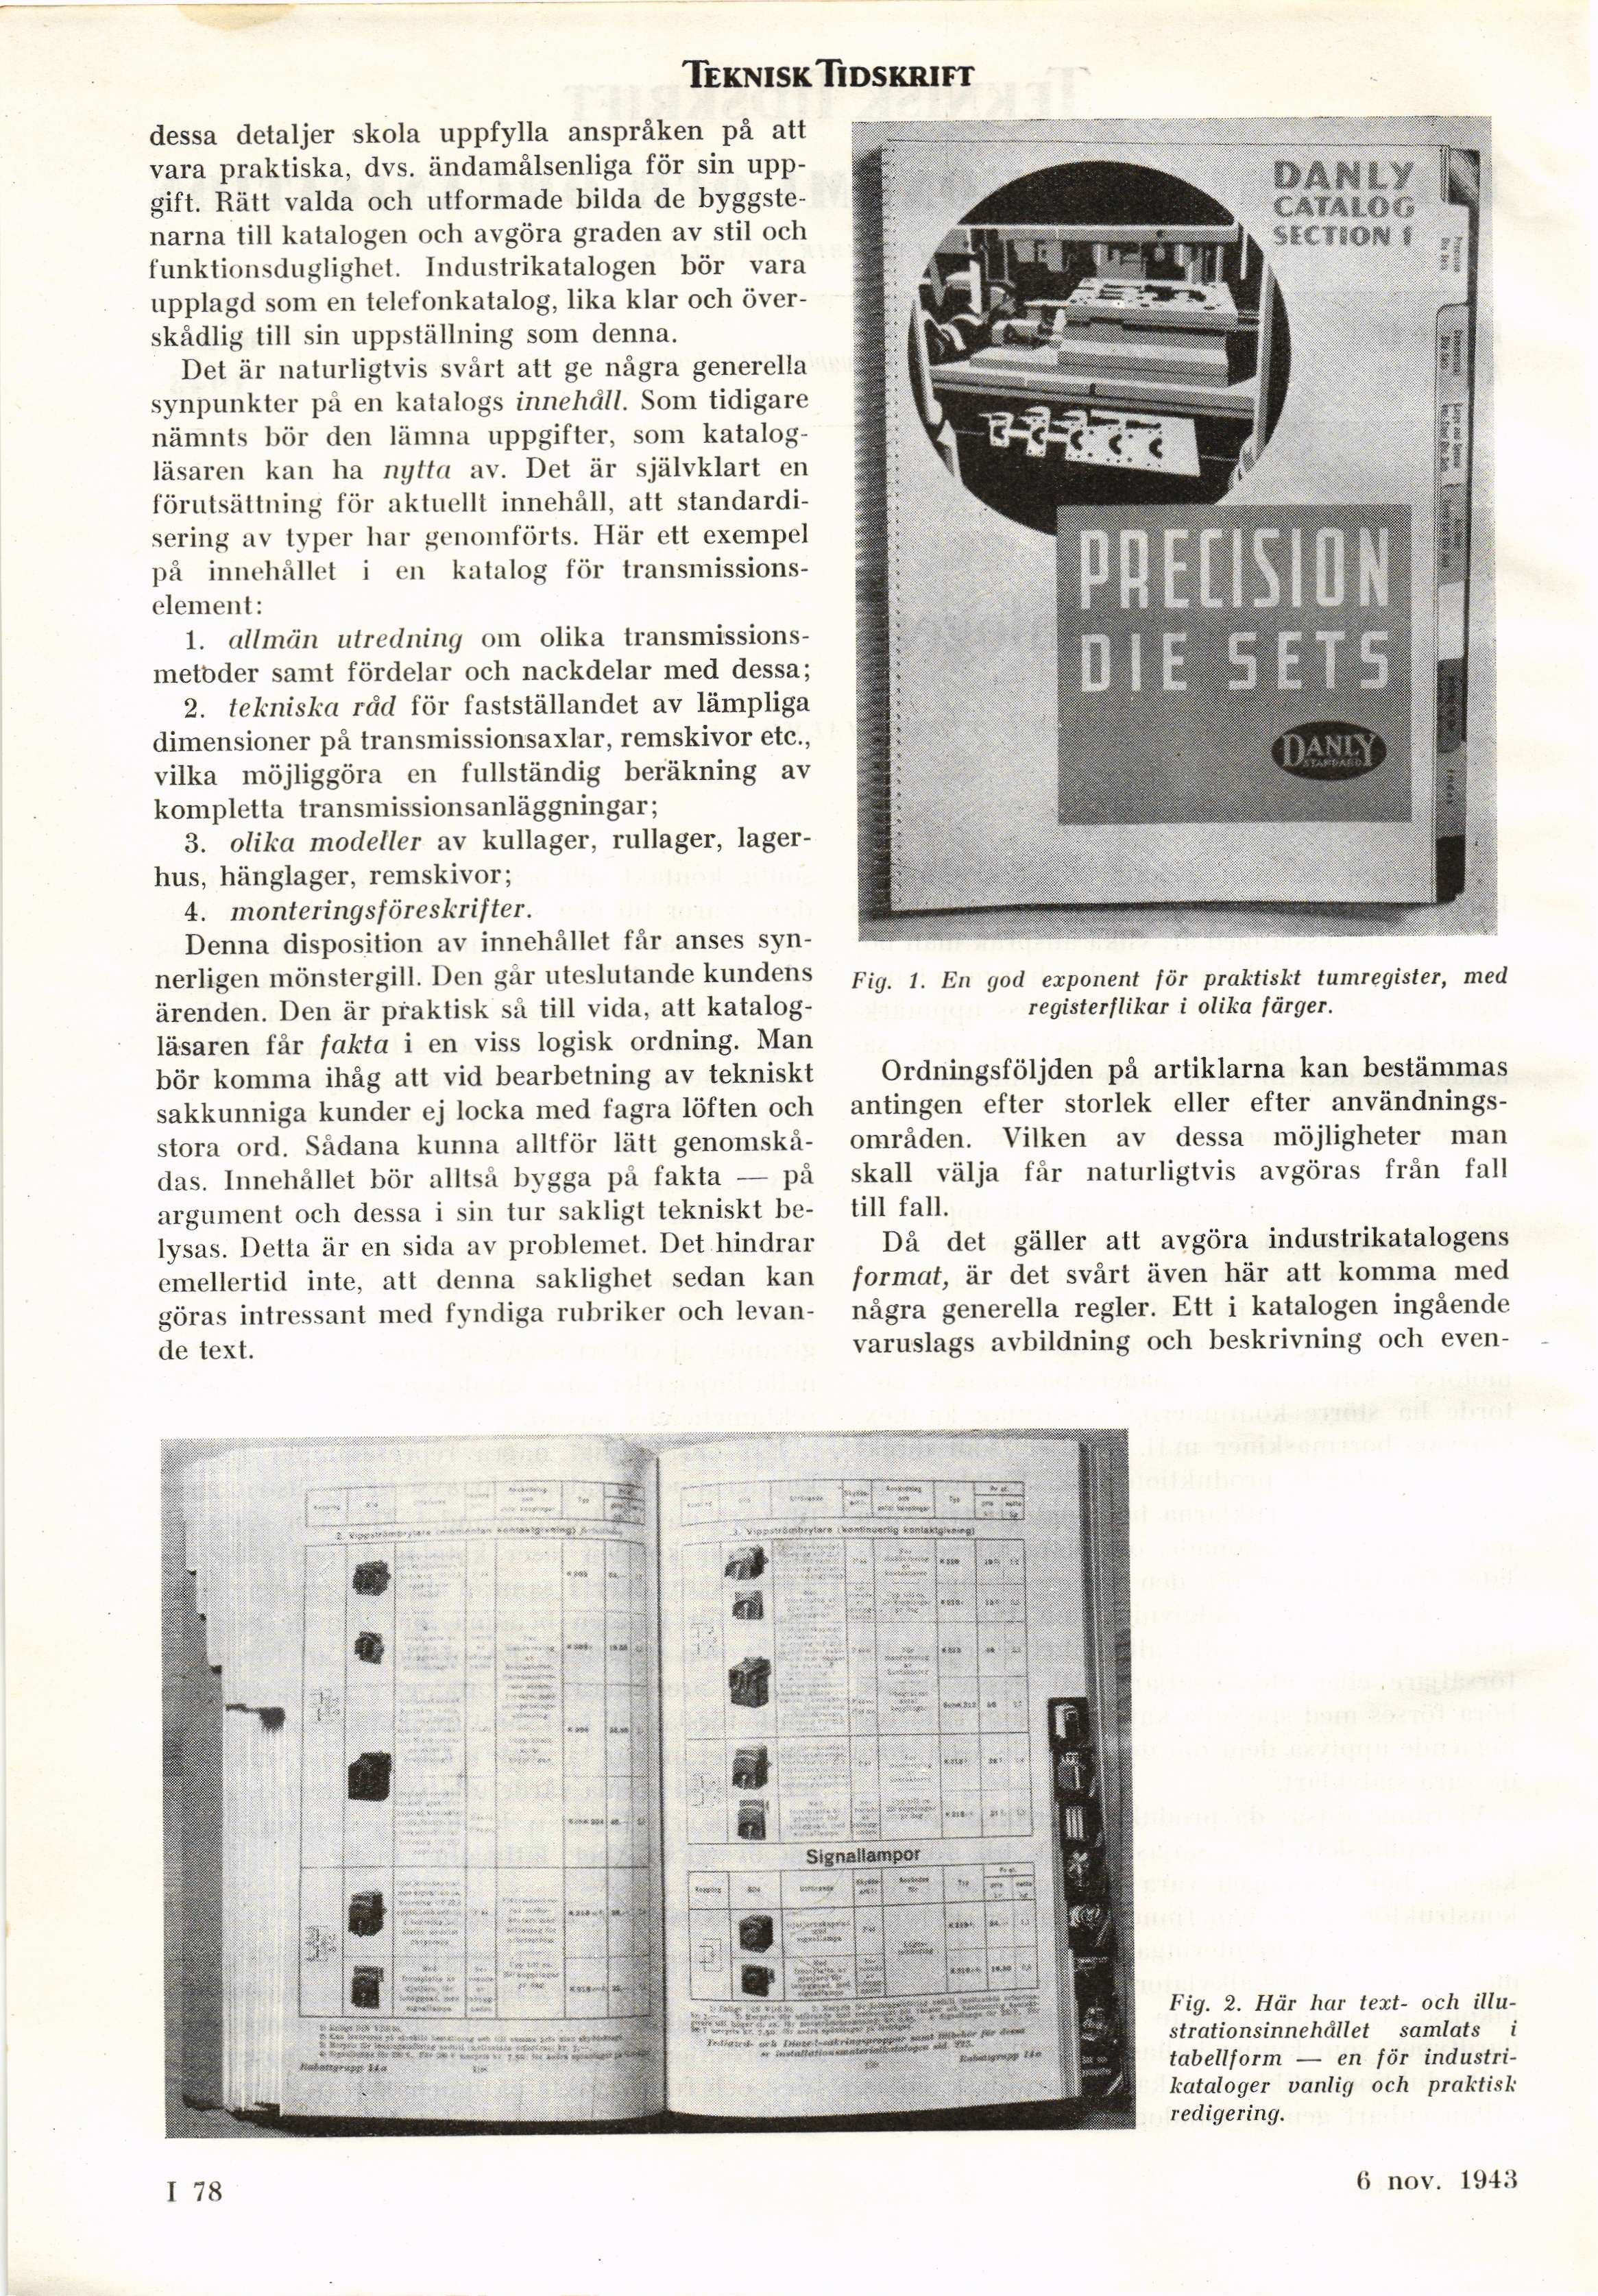 TEKNISK TIDSKRIFT
dessa detaljer skola uppfylla anspråken på att
vara praktiska, dvs. ändamålsenliga för sin upp-
gift. Rätt valda och utformade bilda de byggste-
narna till katalogen och avgöra graden av stil och
funktionsduglighet. Industrikatalogen bör vara
upplagd som en telefonkatalog, lika klar och över-
skådlig till sin uppställning som denna.
Det är naturligtvis svårt att ge några generella
synpunkter på en katalogs innehåll. Som tidigare
nämnts bör den lämna uppgifter, som katalog-
läsaren kan ha nytta av. Det är självklart en
förutsättning för aktuellt innehåll, att standardi-
sering av typer har genomförts. Här ett exempel
på innehållet i en katalog för transmissions-
element:
1. allmän utredning om olika transmissions-
metoder samt fördelar och nackdelar med dessa;
2. tekniska råd för fastställandet av lämpliga
dimensioner på transmissionsaxlar, remskivor etc.,
vilka möjliggöra en fullständig beräkning av
kompletta transmissionsanläggningar;
3. olika modeller av kullager, rullager, lager-
hus, hänglager, remskivor;
4. monteringsföreskrifter.
Denna disposition av innehållet får anses syn-
nerligen mönstergill. Den går uteslutande kundens
ärenden. Den är praktisk så till vida, att katalog-
läsaren får fakta i en viss logisk ordning. Man
bör komma ihåg att vid bearbetning av tekniskt
sakkunniga kunder ej locka med fagra löften och
stora ord. Sådana kunna alltför lätt genomskå-
das. Innehållet bör alltså bygga på fakta — på
argument och dessa i sin tur sakligt tekniskt be-
lysas. Detta är en sida av problemet. Det hindrar
emellertid inte, att denna saklighet sedan kan
göras intressant med fyndiga rubriker och levan-
de text.
DANLY
CATALOG
SECTION 1
PRECISION
DIE SETS
DANLY
STANDARD
Fig. 1. En god exponent för praktiskt tumregister, med
registerflikar i olika färger.
Ordningsföljden på artiklarna kan bestämmas
antingen efter storlek eller efter användnings-
områden. Vilken av dessa möjligheter man
skall välja får naturligtvis avgöras från fall
till fall.
Då det gäller att avgöra industrikatalogens
format, är det svårt även här att komma med
några generella regler. Ett i katalogen ingående
varuslags avbildning och beskrivning och even-
2. Vippströmbrytare (momentan kontaktgivning)
3. Vippströmbrytare (kontinuerlig kontaktgivning)
Signallampor
Rabattgrupp 14a
Rabattgrupp 14a
Fig. 2. Här har text- och illu-
strationsinnehållet samlats i
tabellform — en för industri-
kataloger vanlig och praktisk
redigering.
I 78
6 nov. 1943